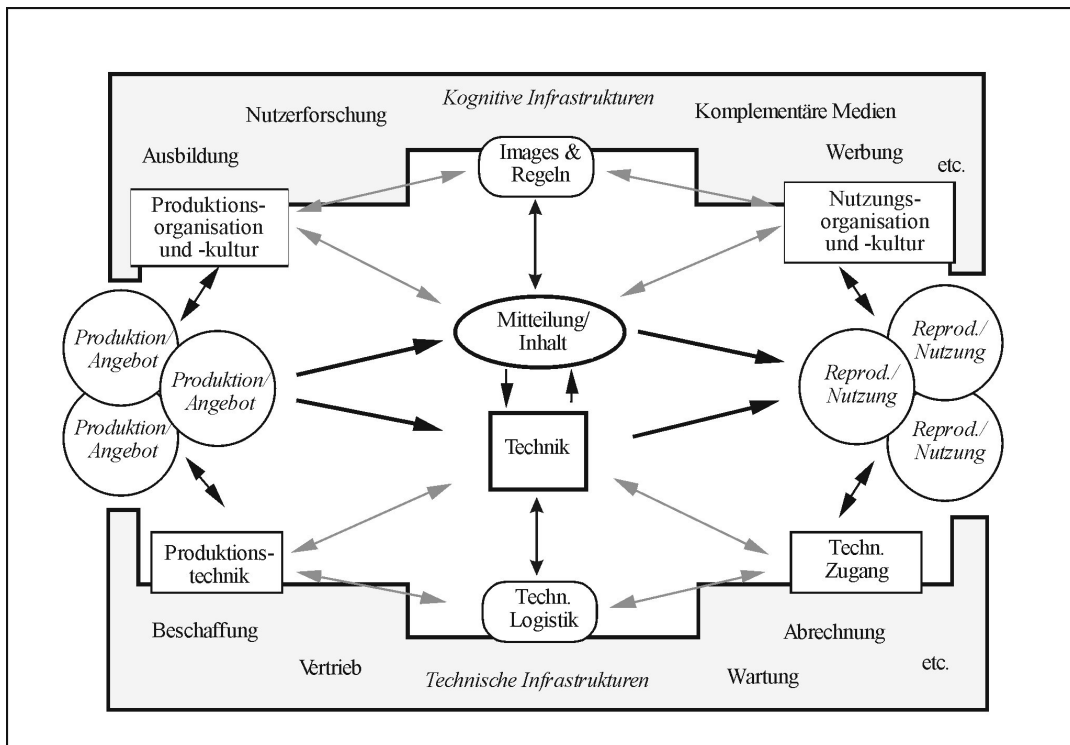 Kognitive Infrastrukturen
Nutzerforschung
Komplementäre Medien
Ausbildung
Images &
Regeln
Werbung
etc.
Produktions-
organisation
und -kultur
Nutzungs-
organisation
und -kultur
Produktion/
Angebot
Produktion/
Angebot
Produktion/
Angebot
Mitteilung/
Inhalt
Technik
Reprod./
Nutzung
Reprod./
Nutzung
Reprod./
Nutzung
Produktions-
technik
Techn.
Zugang
Techn.
Logistik
Beschaffung
Abrechnung
Vertrieb
Technische Infrastrukturen
Wartung
etc.